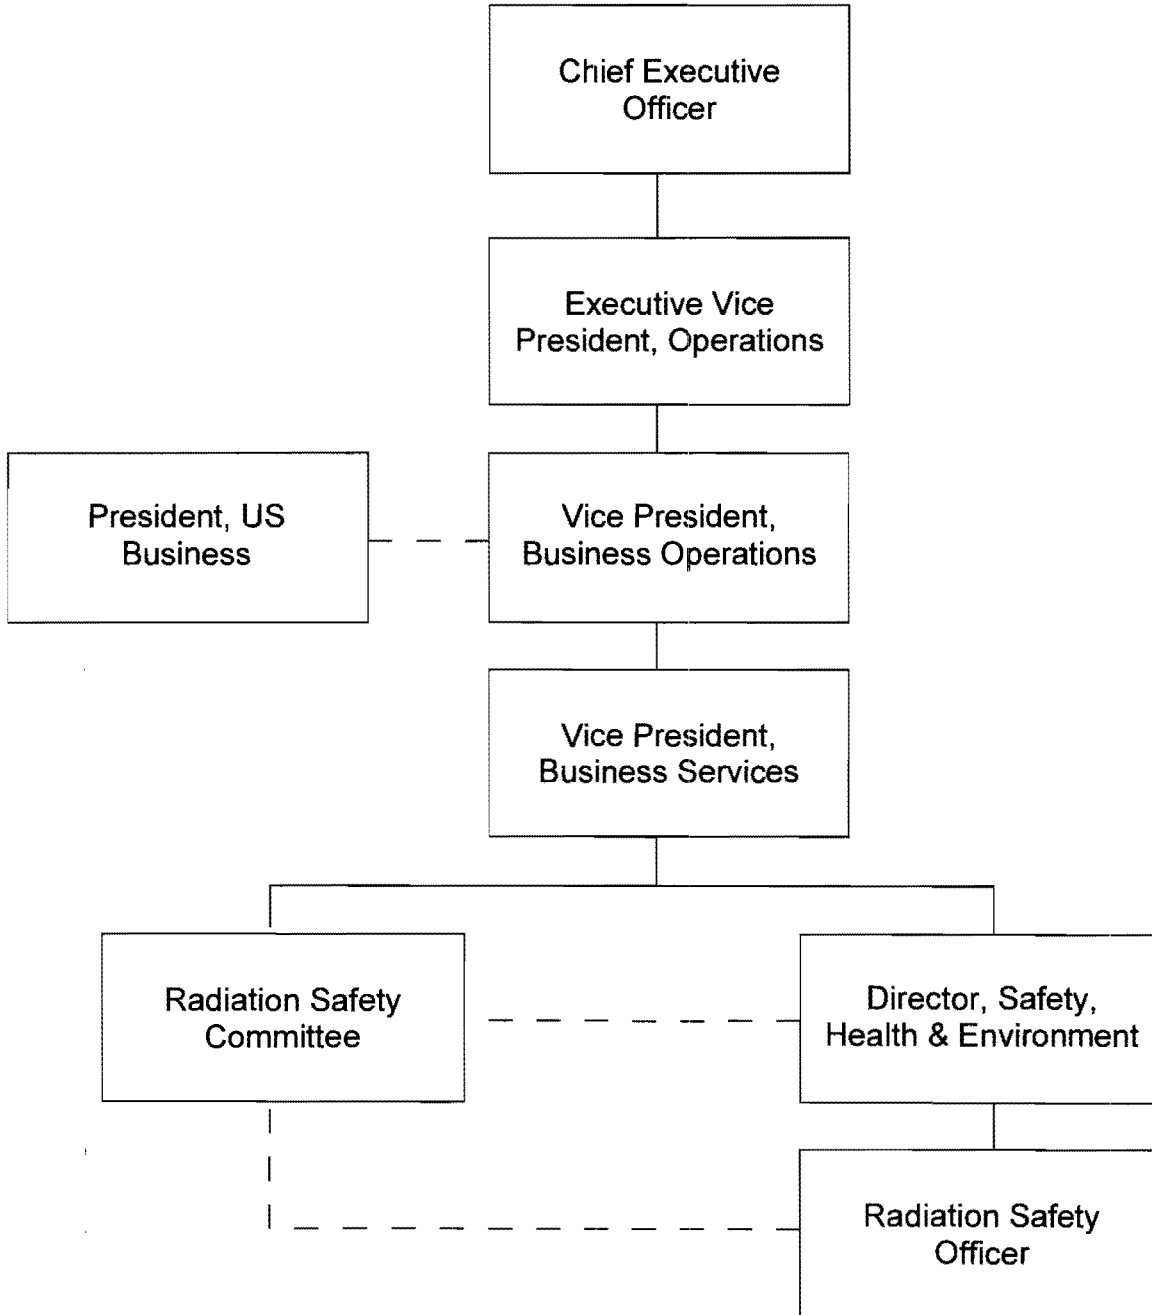 Chief Executive
Officer
Executive Vice
President, Operations
President, US
Business
Vice President,
Business Operations
Vice President,
Business Services
Radiation Safety
Committee
Director, Safety,
Health & Environment
Radiation Safety
Officer